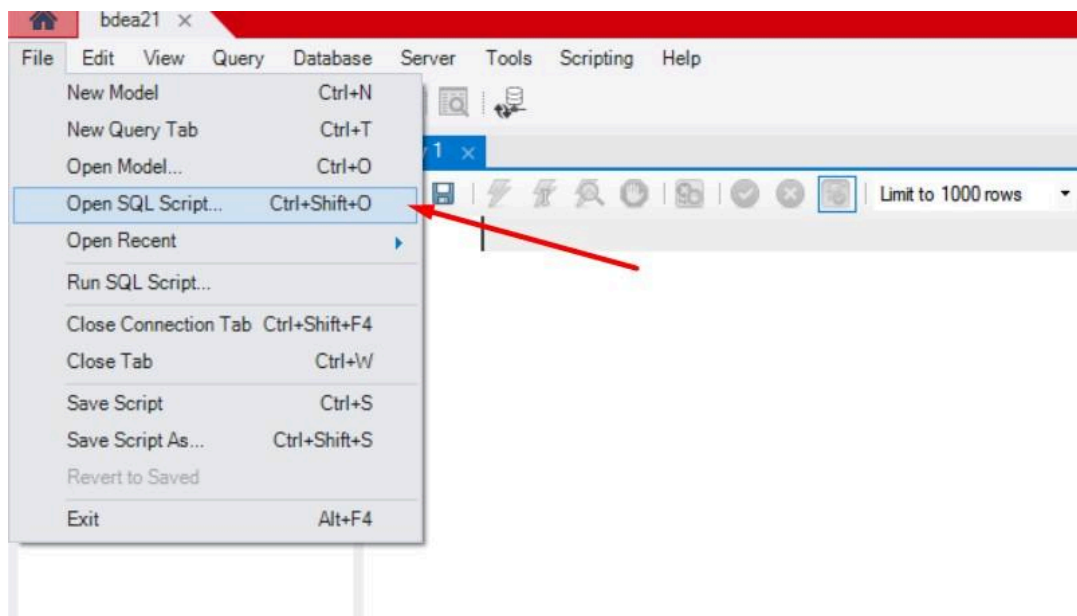 bdea21
File Edit View Query Database Server Tools Scripting Help
New Model Ctrl+N
New Query Tab Ctrl+T
1
Open Model... Ctrl+O
Open SQL Script... Ctrl+Shift+O
Limit to 1000 rows
Open Recent
Run SQL Script...
Close Connection Tab Ctrl+Shift+F4
Close Tab Ctrl+W
Save Script Ctrl+S
Save Script As... Ctrl+Shift+S
Revert to Saved
Exit Alt+F4